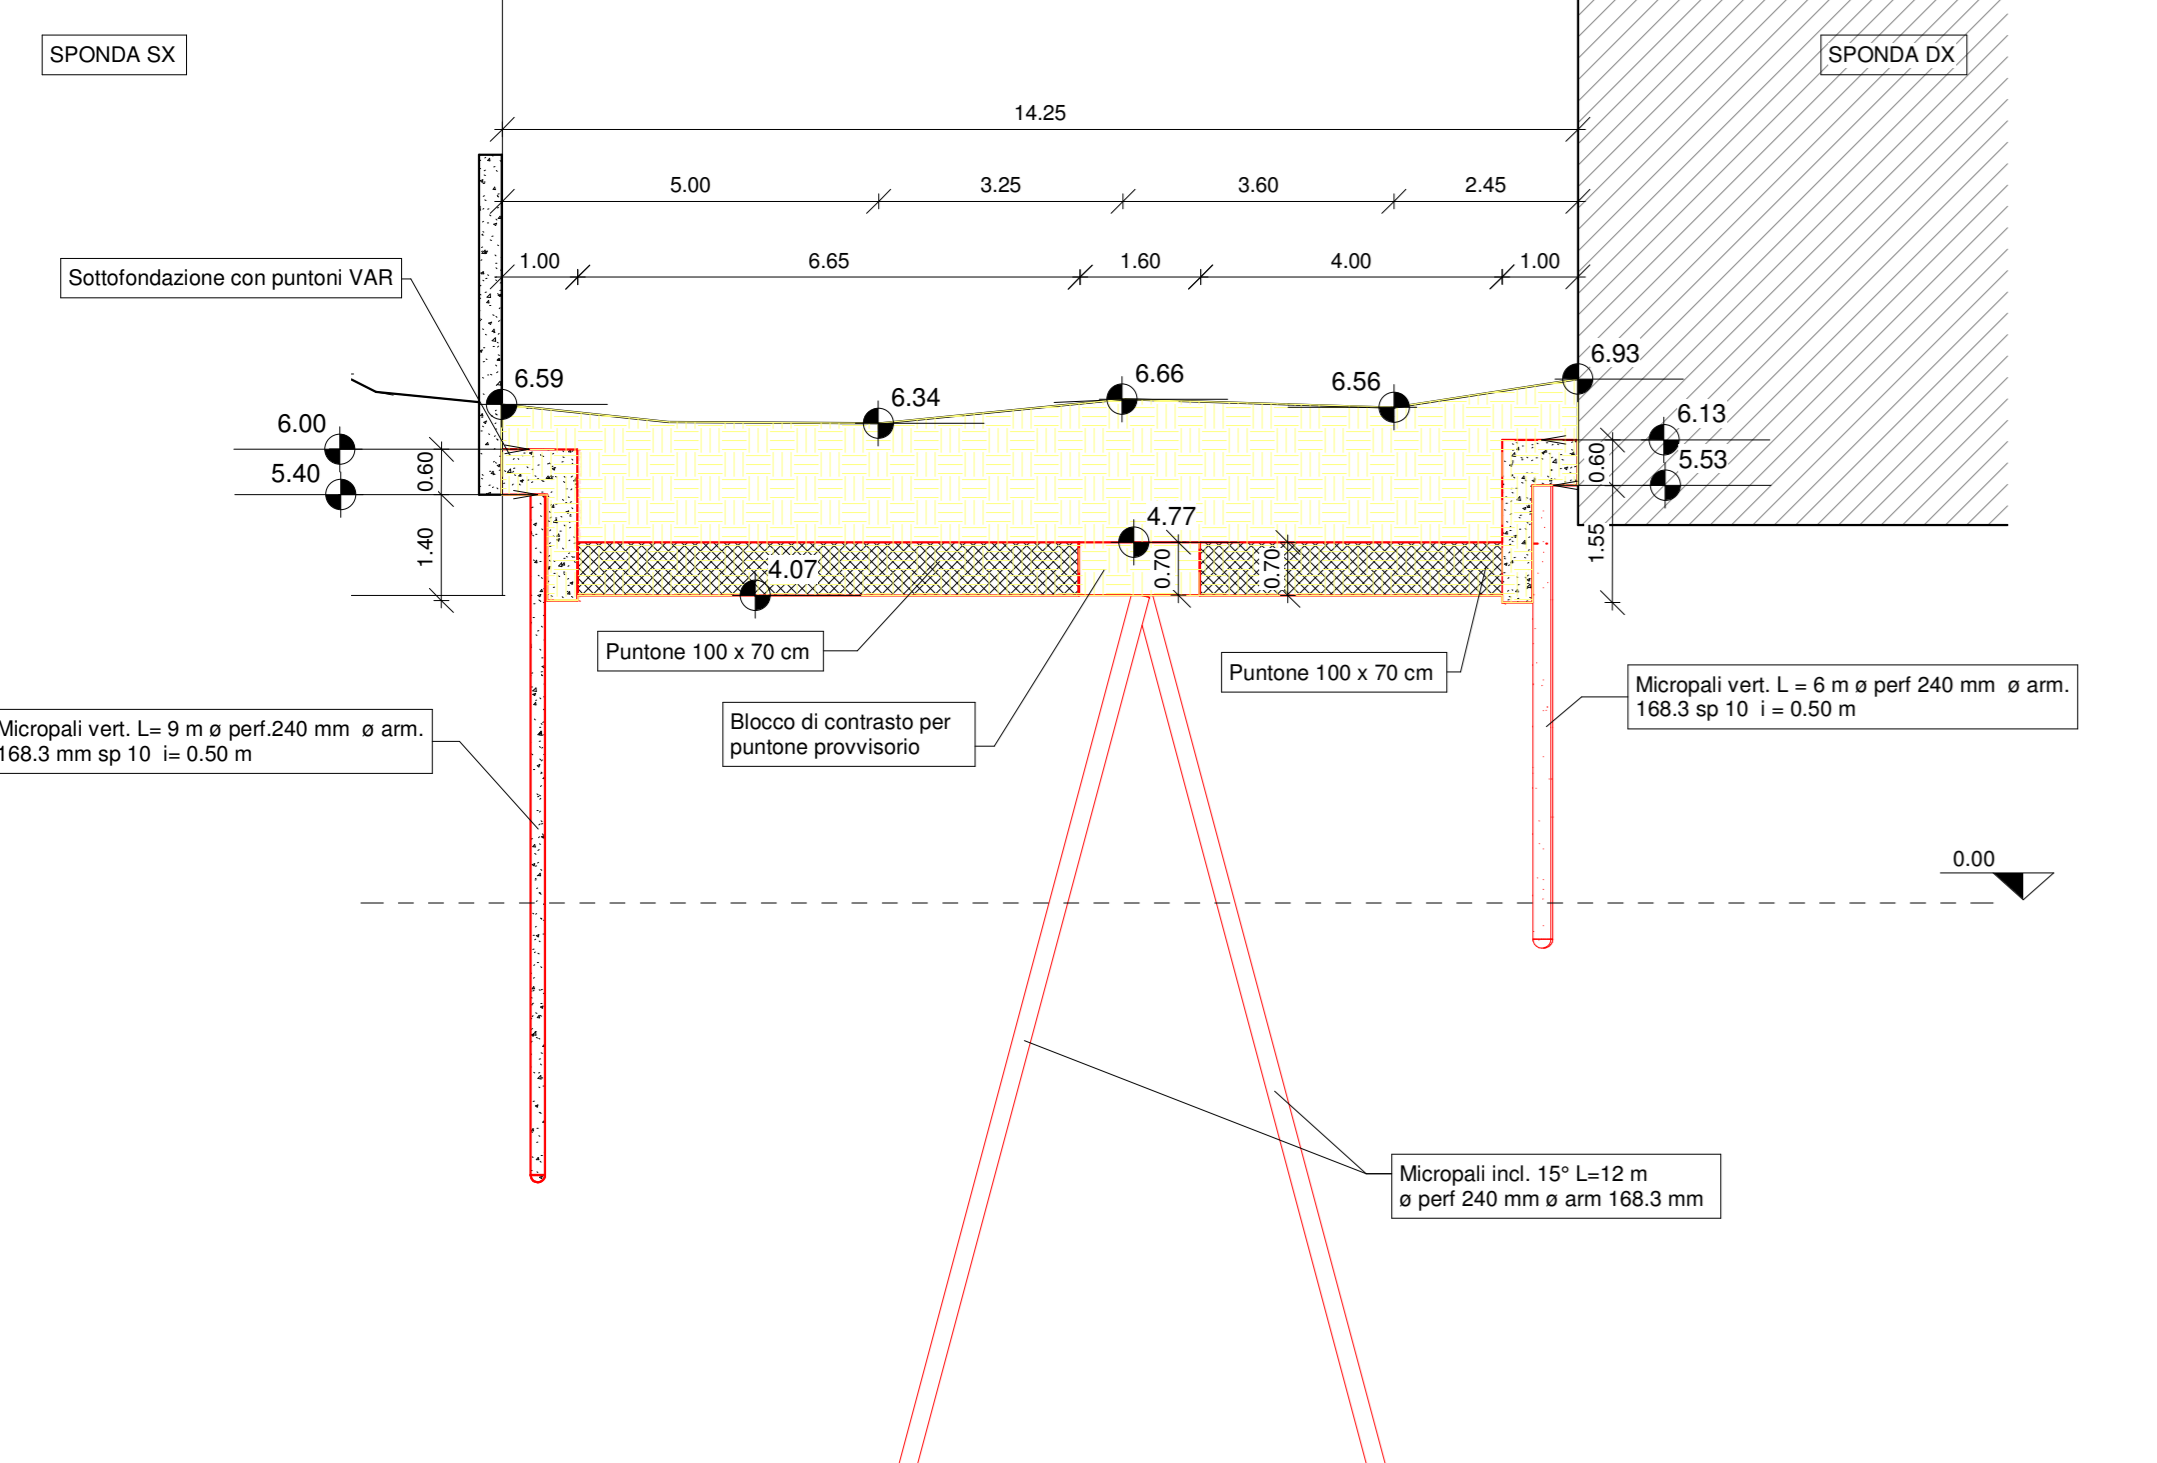 SPONDA SX
SPONDA DX
14.25
5.00
3.25
3.60
2.45
1.00
6.65
1.60
4.00
1.00
Sottofondazione con puntoni VAR
6.59
6.34
6.66
6.56
6.93
6.00
5.40
0.60
1.40
6.13
5.53
0.60
1.55
4.77
4.07
0.70
0.70
Puntone 100 x 70 cm
Puntone 100 x 70 cm
Blocco di contrasto per
puntone provvisorio
Micropali vert. L= 9 m ø perf.240 mm ø arm.
168.3 mm sp 10 i= 0.50 m
Micropali vert. L = 6 m ø perf 240 mm ø arm.
168.3 sp 10 i = 0.50 m
0.00
Micropali incl. 15° L=12 m
ø perf 240 mm ø arm 168.3 mm